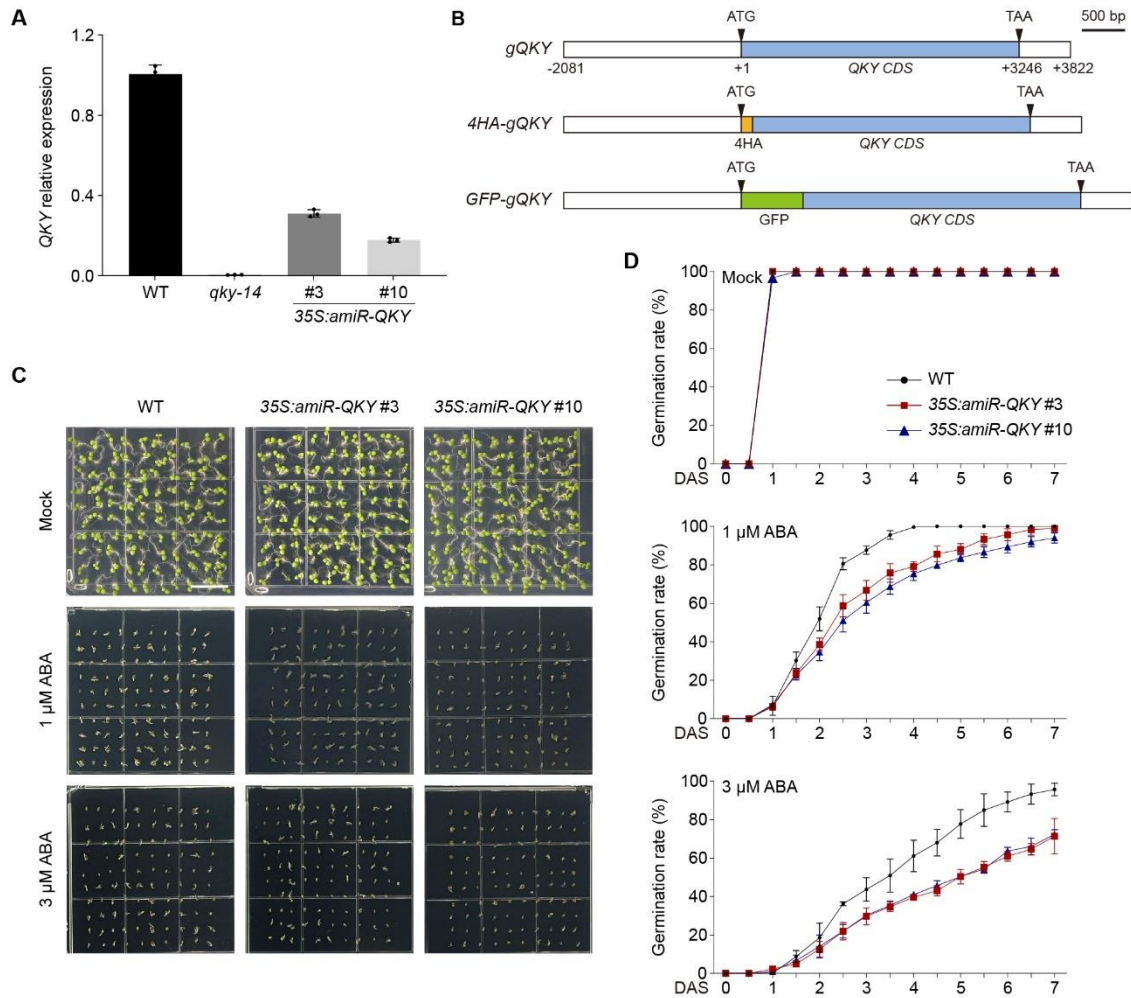 A
QKY relative expression
1.2
0.8
0.4
0.0
WT
qky-14
#3
#10
35S:amiR-QKY
B
500 bp
ATG
TAA
gQKY
-2081
+1
QKY CDS
+3246
+3822
ATG
TAA
4HA-gQKY
4HA
QKY CDS
ATG
TAA
GFP-gQKY
GFP
QKY CDS
C
WT
35S:amiR-QKY #3
35S:amiR-QKY #10
Mock
1 μM ABA
3 μM ABA
D
Mock
Germination rate (%)
100
80
60
40
20
0
WT
35S:amiR-QKY #3
35S:amiR-QKY #10
DAS 0 1 2 3 4 5 6 7
1 μM ABA
Germination rate (%)
100
80
60
40
20
0
DAS 0 1 2 3 4 5 6 7
3 μM ABA
Germination rate (%)
100
80
60
40
20
0
DAS 0 1 2 3 4 5 6 7